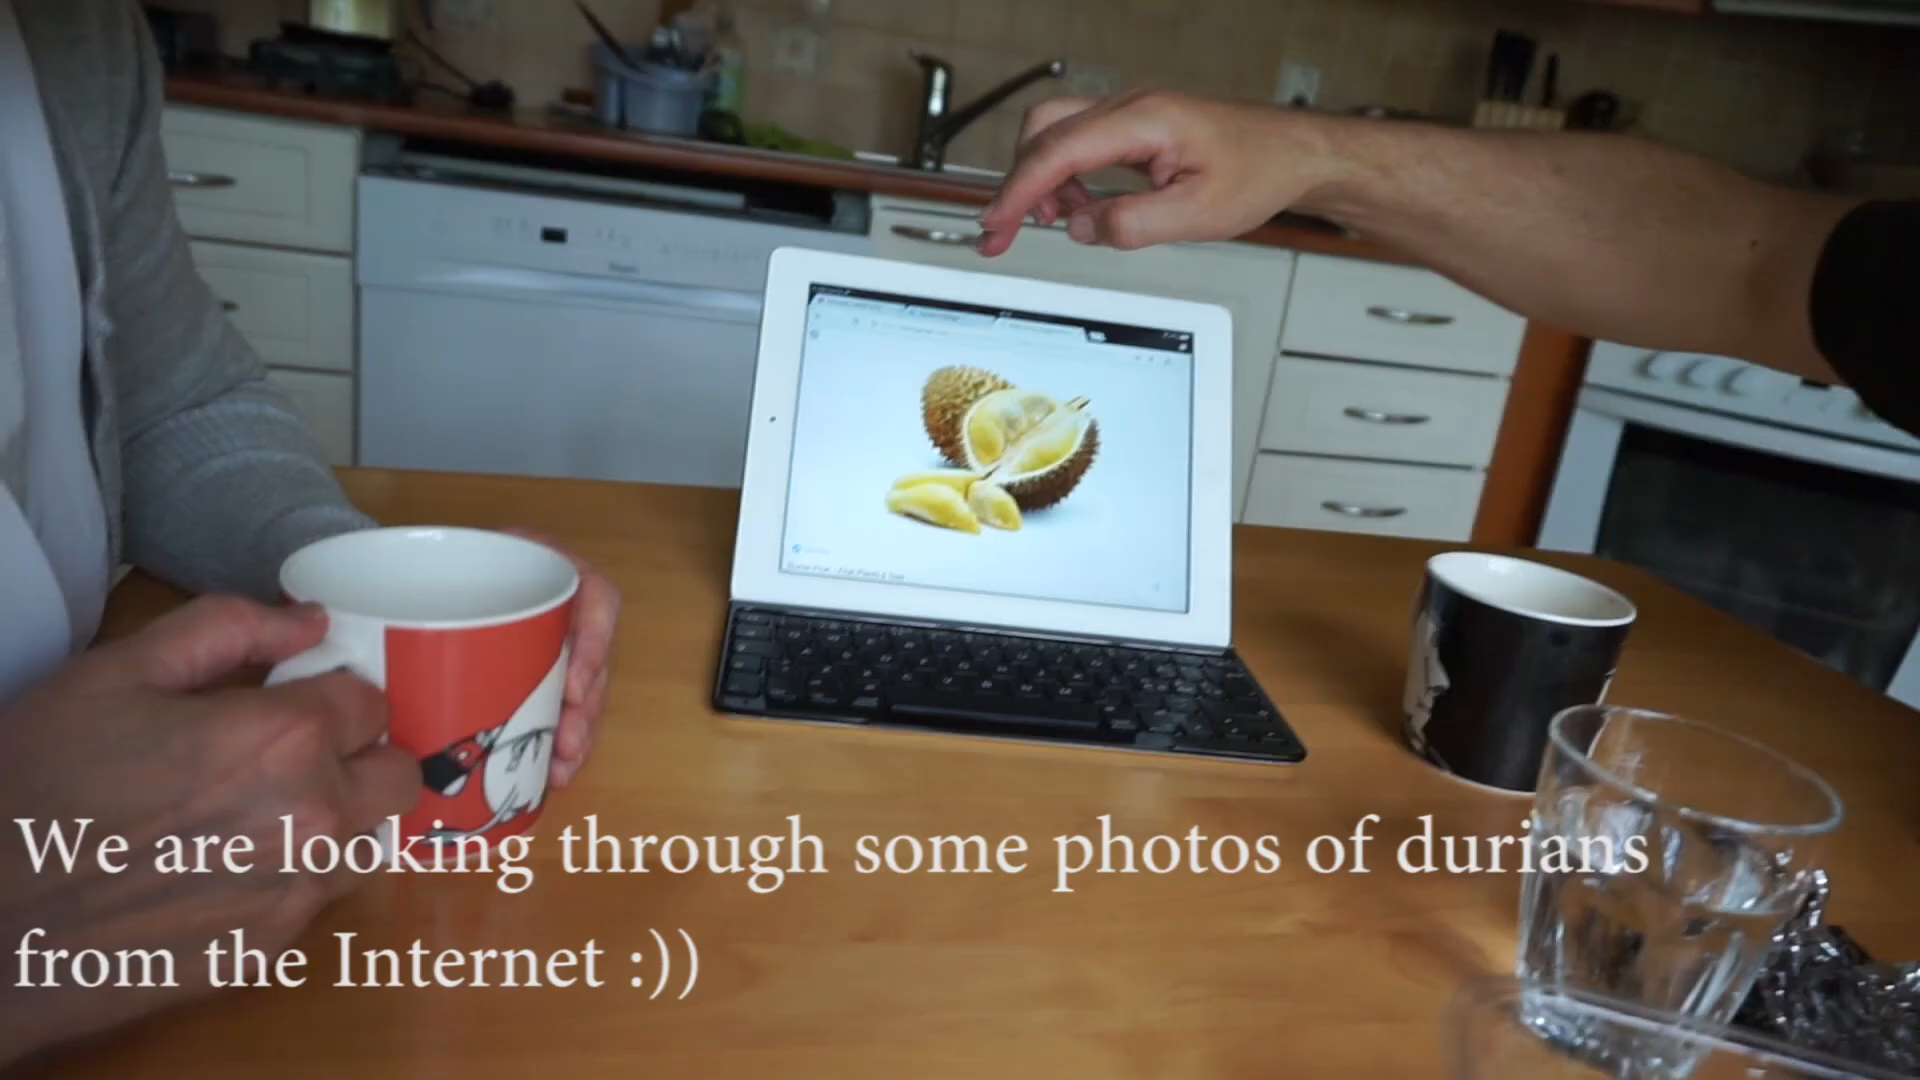 We are looking through some photos of durians
from the Internet :))